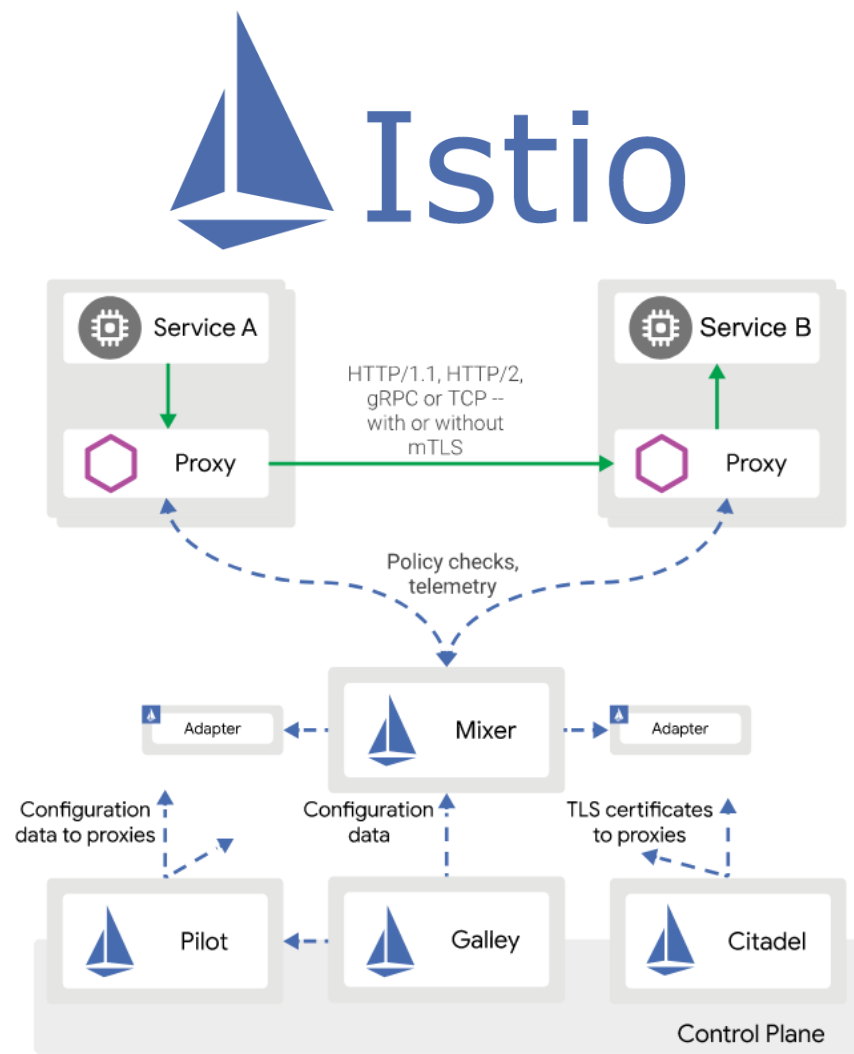 Istio
Service A
Service B
HTTP/1.1, HTTP/2,
gRPC or TCP --
with or without
mTLS
Proxy
Proxy
Policy checks,
telemetry
Mixer
Adapter
Adapter
Configuration
data to proxies
Configuration
data
TLS certificates
to proxies
Pilot
Galley
Citadel
Control Plane